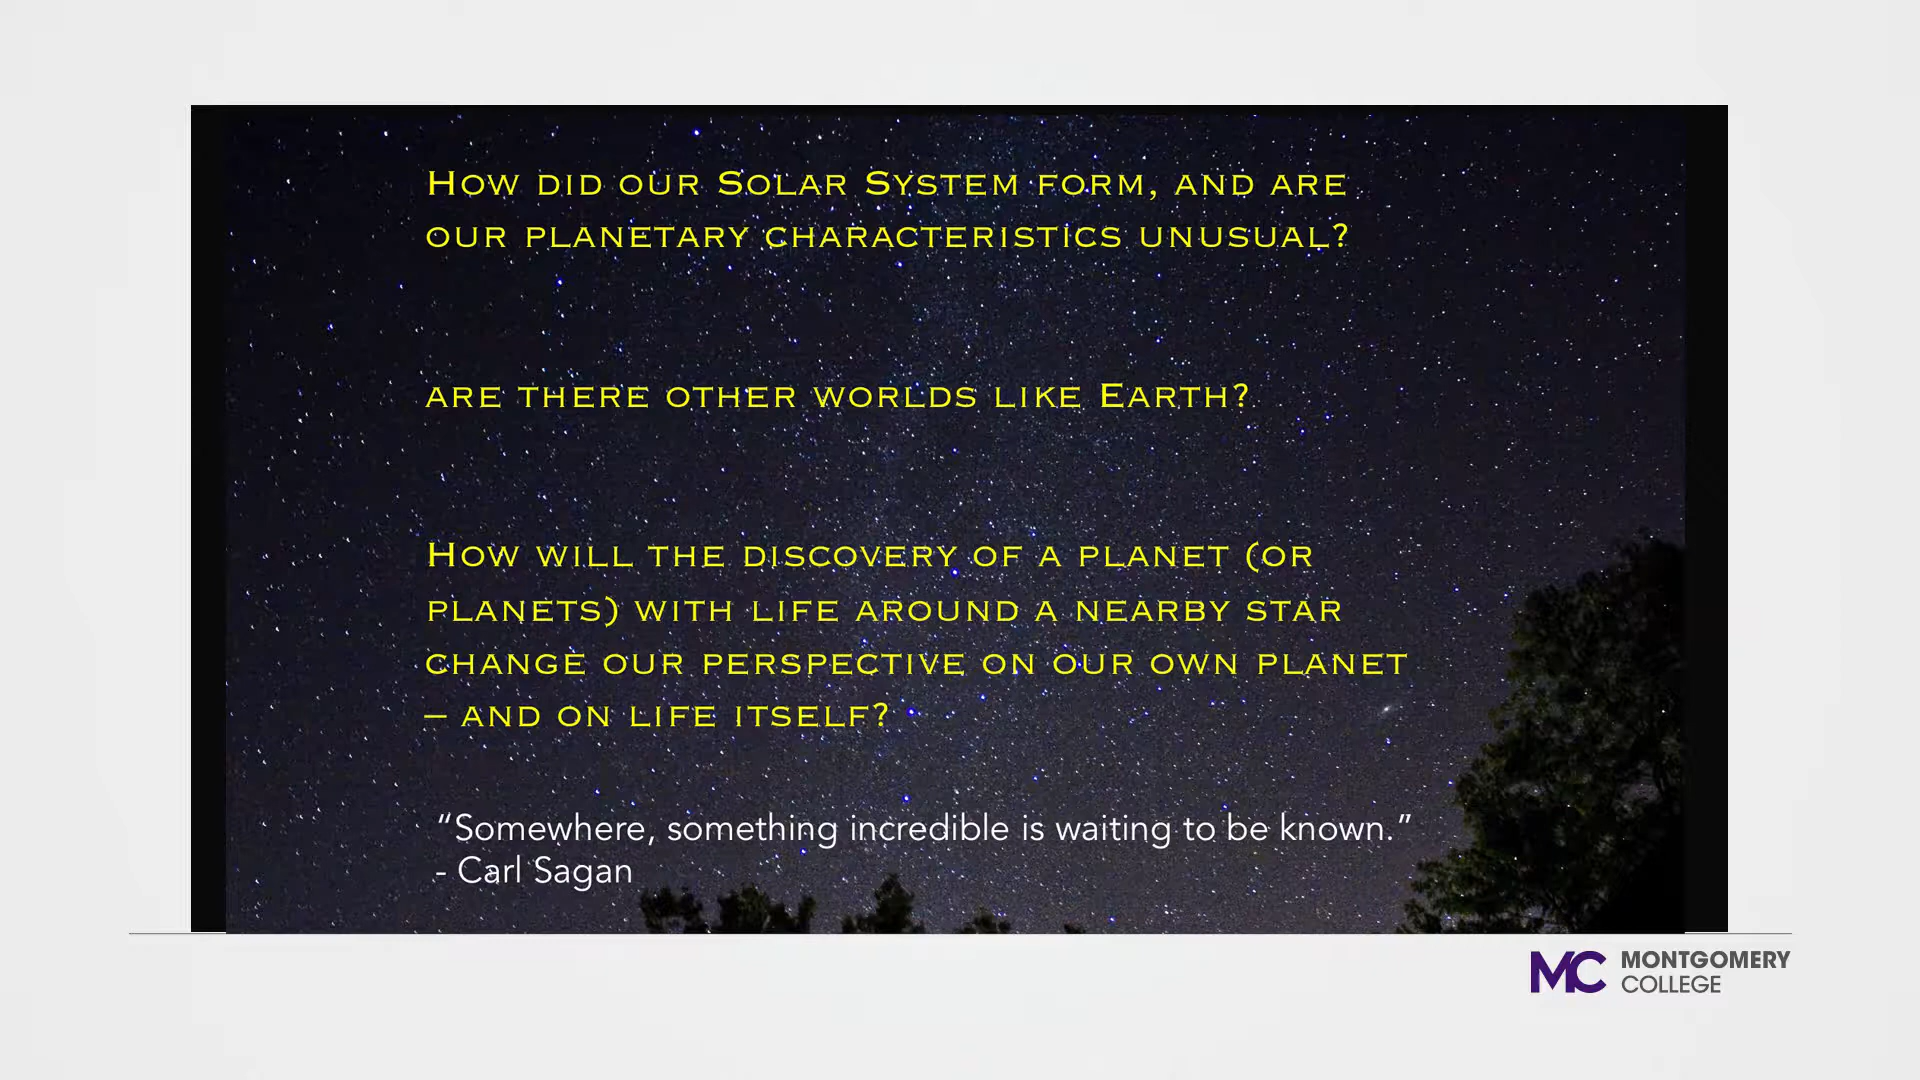 How did our Solar System form, and are
our planetary characteristics unusual?
are there other worlds like Earth?
How will the discovery of a planet (or
planets) with life around a nearby star
change our perspective on our own planet
– and on life itself?
“Somewhere, something incredible is waiting to be known.”
- Carl Sagan
MC MONTGOMERY
COLLEGE